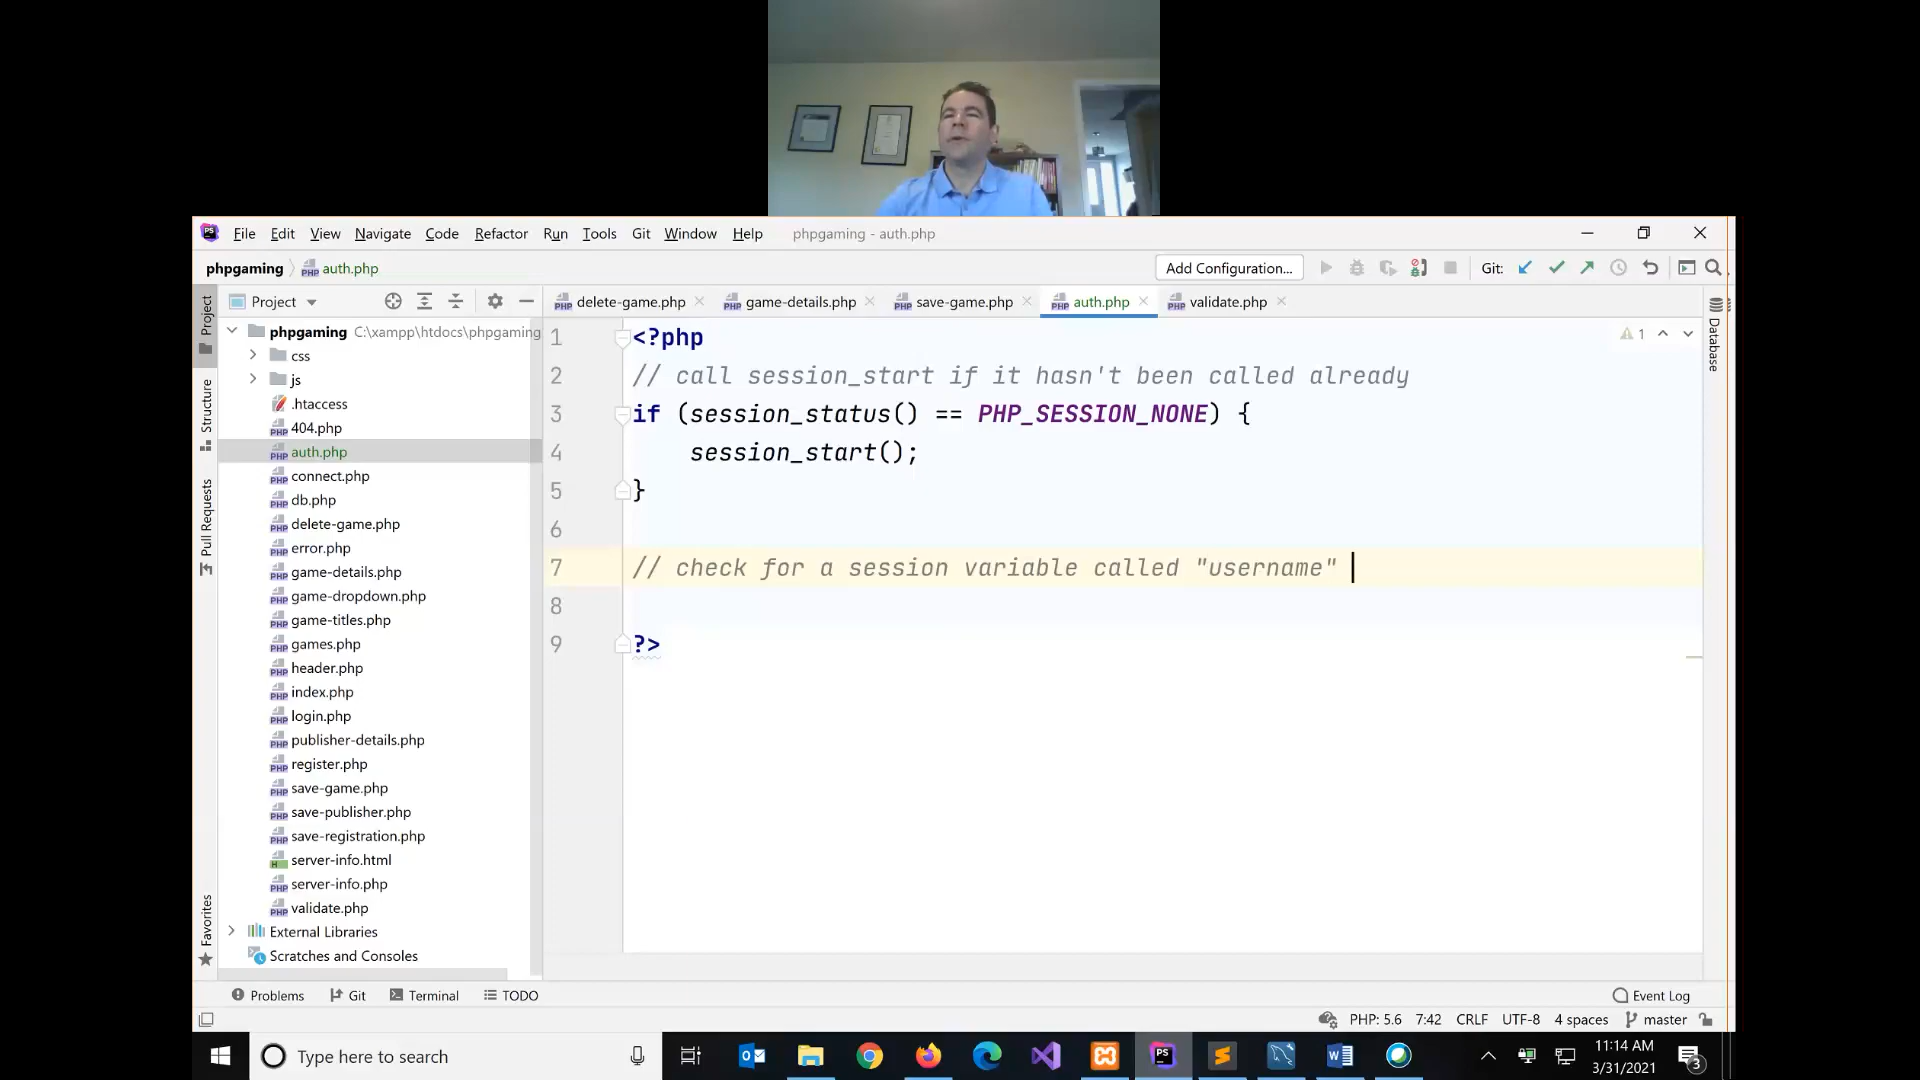 File Edit View Navigate Code Refactor Run Tools Git Window Help phpgaming - auth.php
phpgaming auth.php Add Configuration... Git:
Project
delete-game.php game-details.php save-game.php auth.php validate.php
Project
Structure
Pull Requests
Favorites
Database
phpgaming C:\xampp\htdocs\phpgaming
css
js
.htaccess
404.php
auth.php
connect.php
db.php
delete-game.php
error.php
game-details.php
game-dropdown.php
game-titles.php
games.php
header.php
index.php
login.php
publisher-details.php
register.php
save-game.php
save-publisher.php
save-registration.php
server-info.html
server-info.php
validate.php
External Libraries
Scratches and Consoles
1 <?php
2 // call session_start if it hasn't been called already
3 if (session_status() == PHP_SESSION_NONE) {
4 session_start();
5 }
6
7 // check for a session variable called "username"
8
9 ?>
1
Problems Git Terminal TODO Event Log
PHP: 5.6 7:42 CRLF UTF-8 4 spaces master
Type here to search
11:14 AM
3/31/2021
3